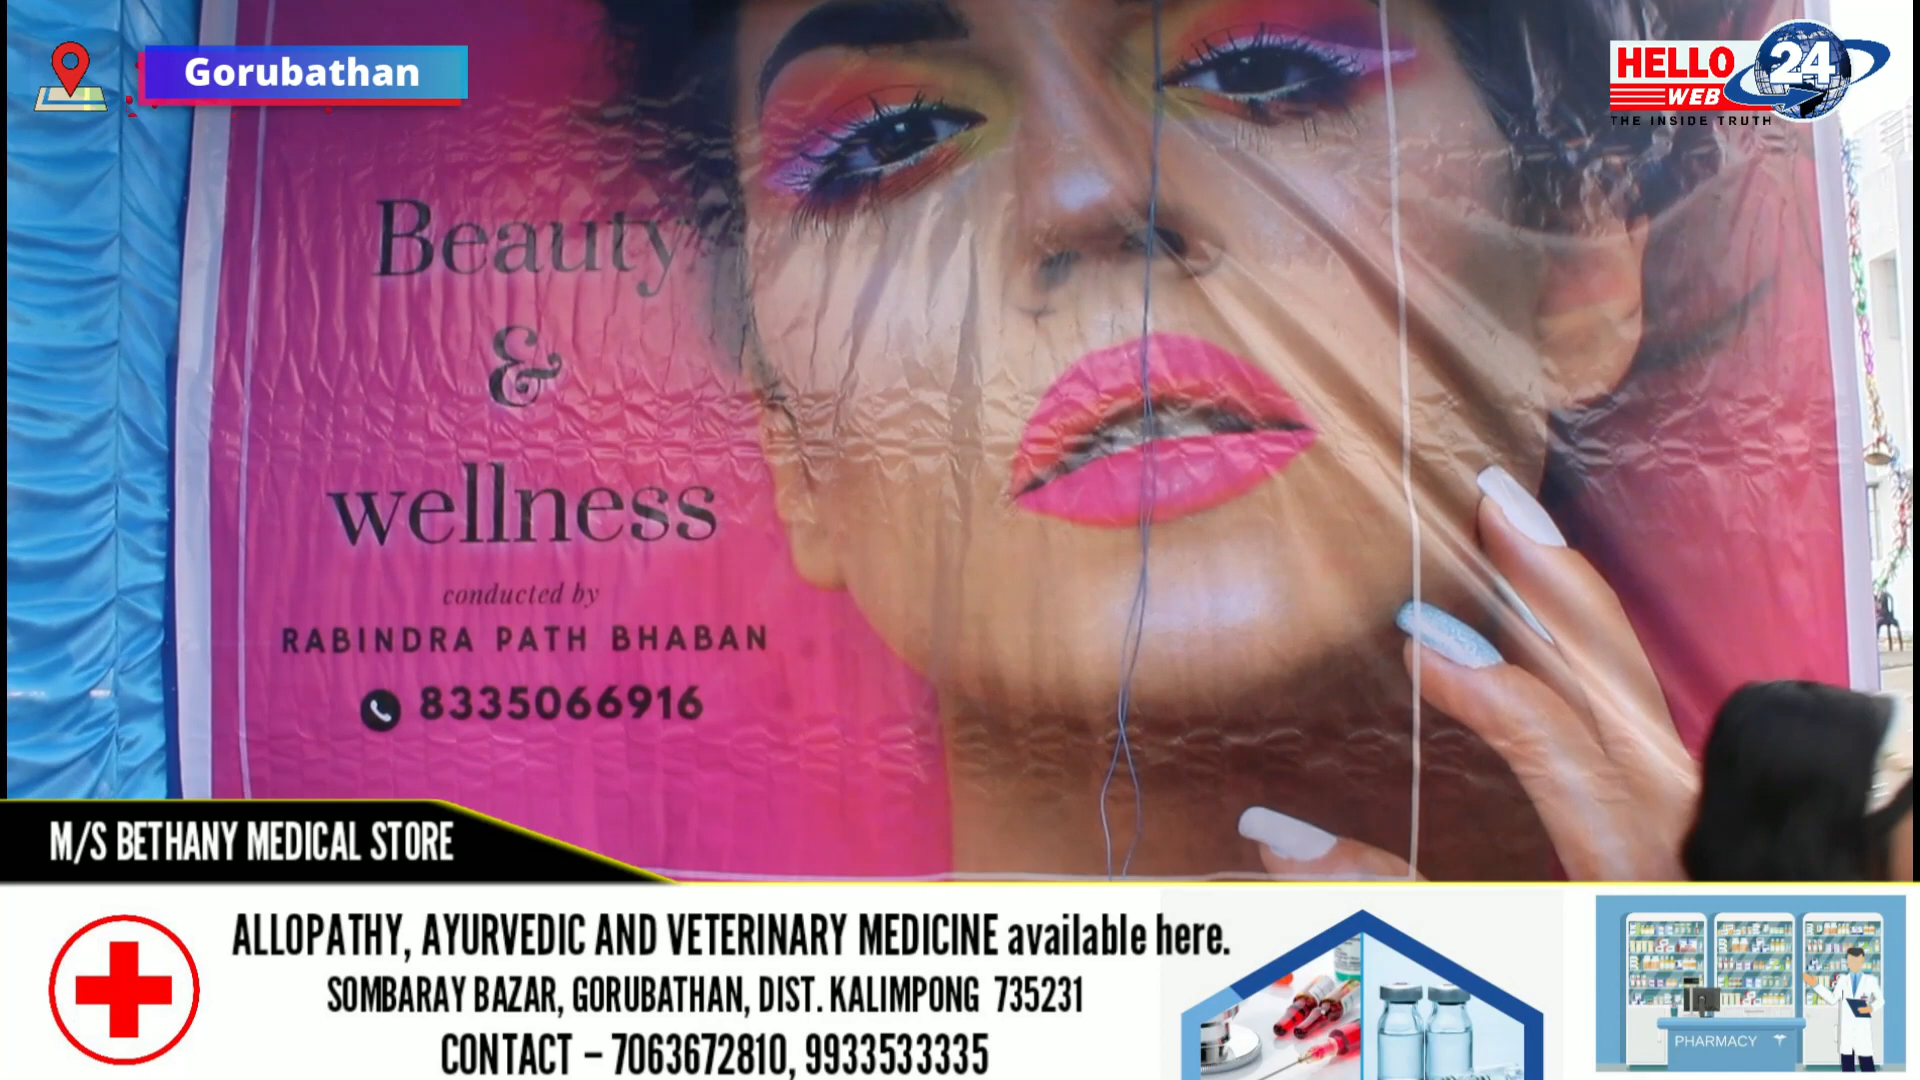 Gorubathan
HELLO
WEB
24
THE INSIDE TRUTH
Beauty
&
wellness
conducted by
RABINDRA PATH BHABAN
8335066916
M/S BETHANY MEDICAL STORE
ALLOPATHY, AYURVEDIC AND VETERINARY MEDICINE available here.
SOMBARAY BAZAR, GORUBATHAN, DIST. KALIMPONG 735231
CONTACT – 7063672810, 9933533335
PHARMACY